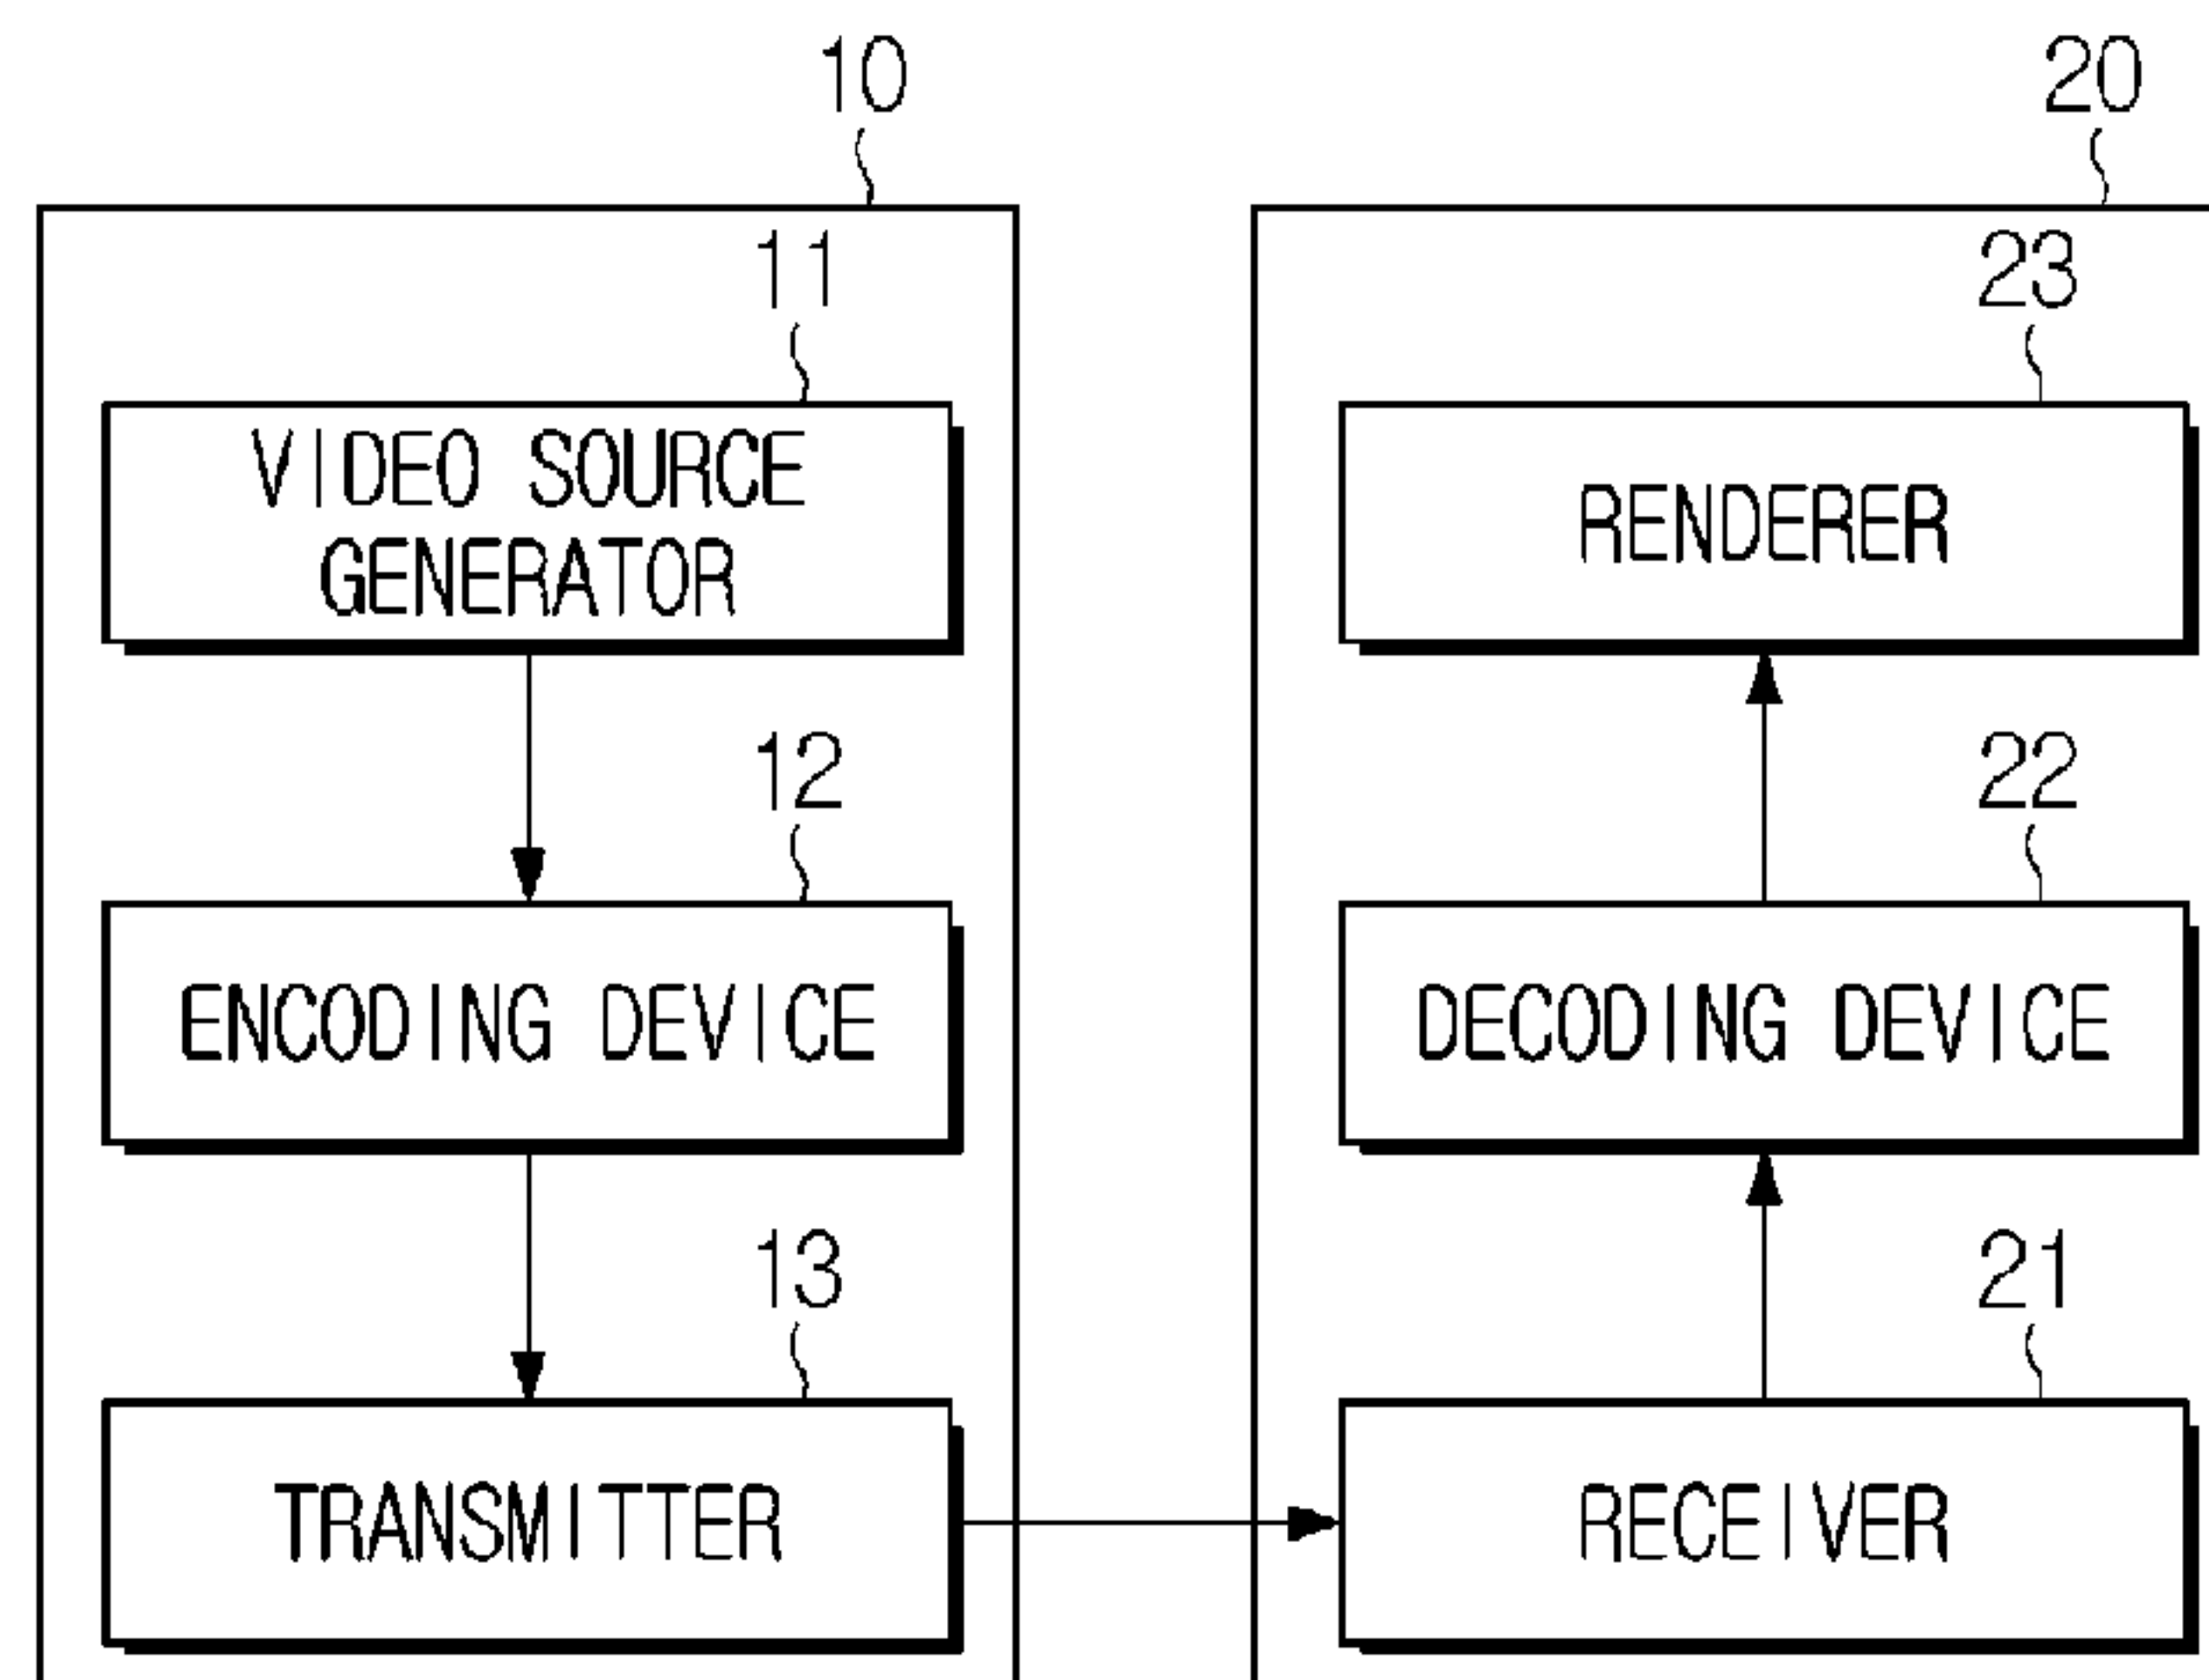 10
11
VIDEO SOURCE
GENERATOR
12
ENCODING DEVICE
13
TRANSMITTER
20
23
RENDERER
22
DECODING DEVICE
21
RECEIVER